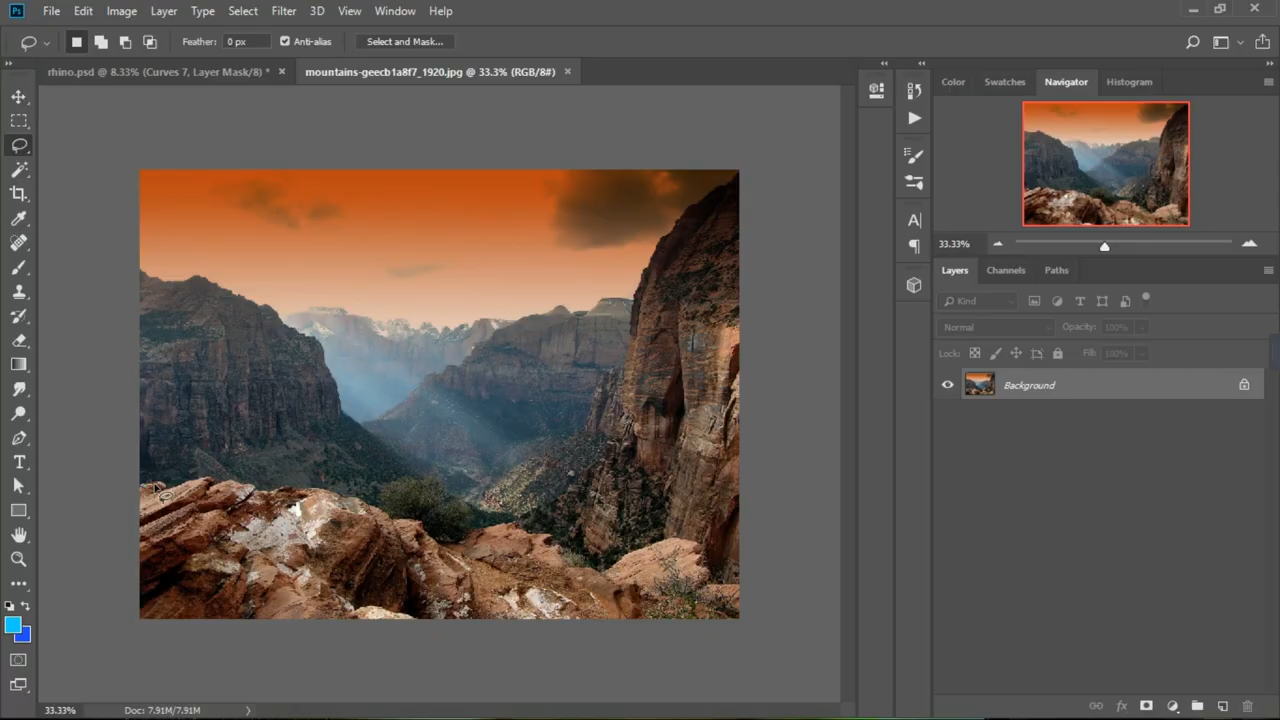 Ps File Edit Image Layer Type Select Filter 3D View Window Help
Feather: 0 px Anti-alias Select and Mask...
rhino.psd @ 8.33% (Curves 7, Layer Mask/8) * × mountains-geecb1a8f7_1920.jpg @ 33.3% (RGB/8#) ×
Color Swatches Navigator Histogram
33.33%
Layers Channels Paths
Kind
Normal Opacity: 100%
Lock: Fill: 100%
Background
33.33% Doc: 7.91M/7.91M